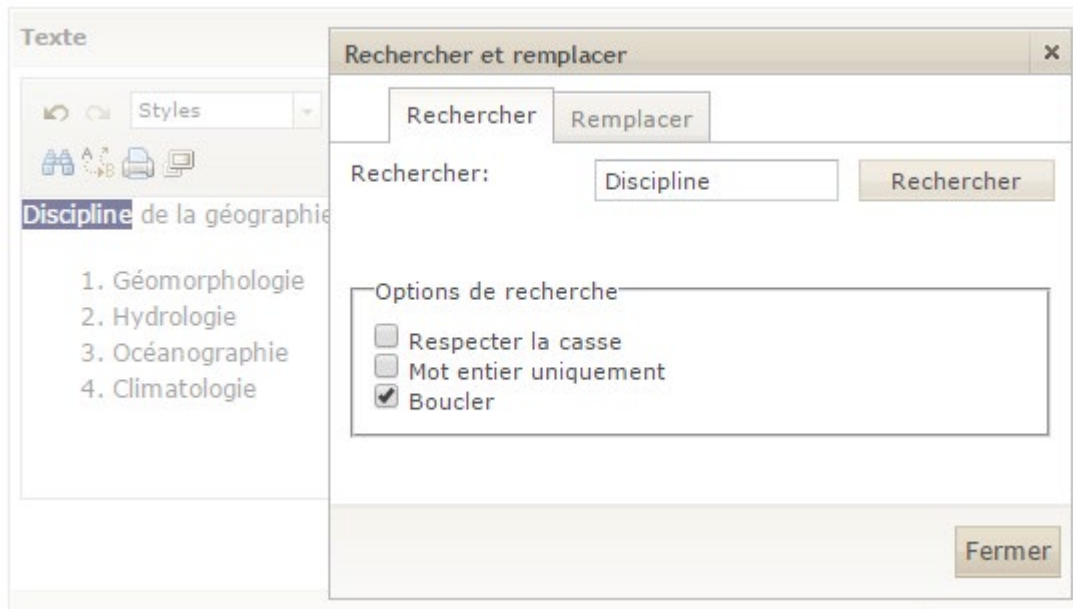 Texte
Styles
A
B
Discipline de la géographie
1. Géomorphologie
2. Hydrologie
3. Océanographie
4. Climatologie
Rechercher et remplacer
Rechercher
Remplacer
Rechercher: Discipline Rechercher
Options de recherche
Respecter la casse
Mot entier uniquement
Boucler
Fermer